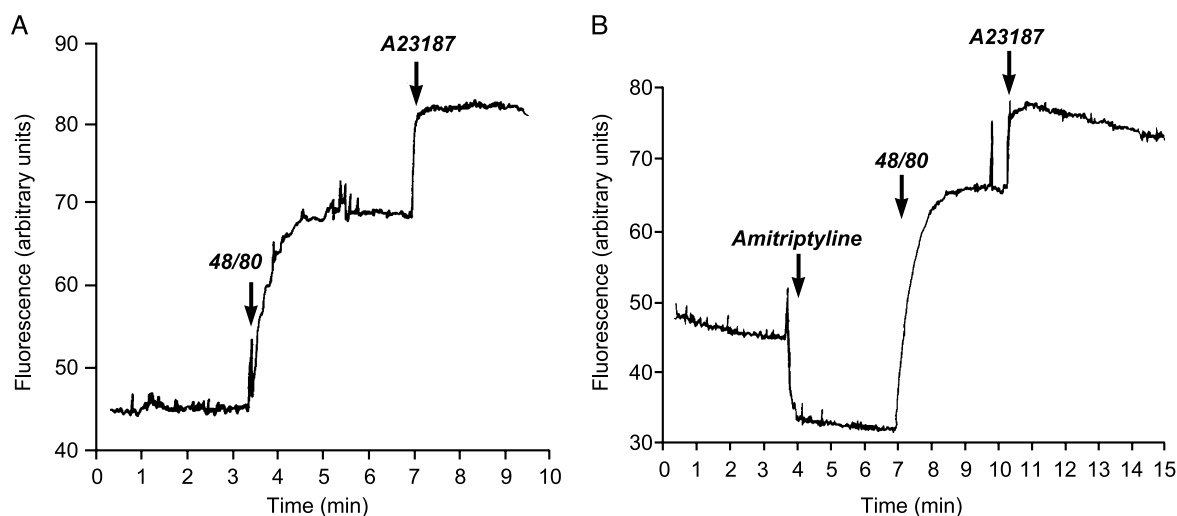 A
Fluorescence (arbitrary units)
90
80
70
60
50
40
A23187
48/80
0 1 2 3 4 5 6 7 8 9 10
Time (min)
B
Fluorescence (arbitrary units)
80
70
60
50
40
30
A23187
48/80
Amitriptyline
0 1 2 3 4 5 6 7 8 9 10 11 12 13 14 15
Time (min)